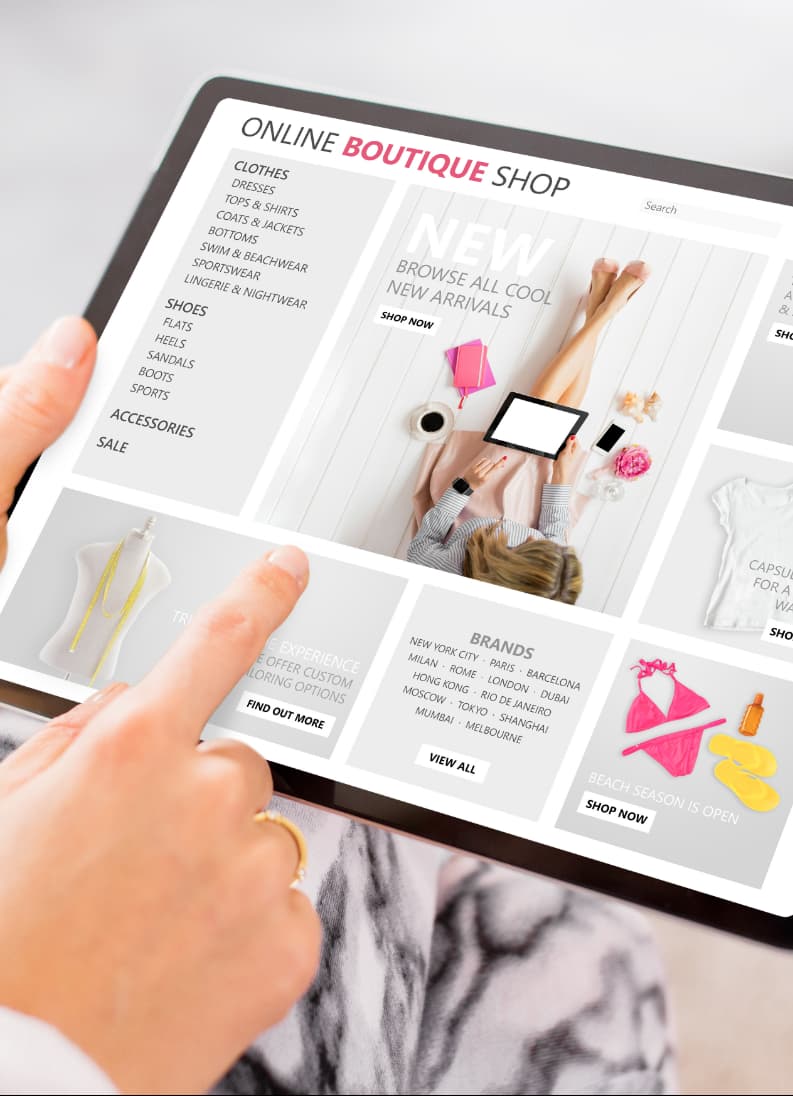 ONLINE BOUTIQUE SHOP
Search
CLOTHES
DRESSES
TOPS & SHIRTS
COATS & JACKETS
BOTTOMS
SWIM & BEACHWEAR
SPORTSWEAR
LINGERIE & NIGHTWEAR
SHOES
FLATS
HEELS
SANDALS
BOOTS
SPORTS
ACCESSORIES
SALE
NEW
BROWSE ALL COOL
NEW ARRIVALS
SHOP NOW
FOR A
EXPERIENCE
OFFER CUSTOM
OPTIONS
FIND OUT MORE
BRANDS
NEW YORK CITY · PARIS · BARCELONA
MILAN · ROME · LONDON · DUBAI
HONG KONG · RIO DE JANEIRO
MOSCOW · TOKYO · SHANGHAI
MUMBAI · MELBOURNE
VIEW ALL
BEACH SEASON IS OPEN
SHOP NOW